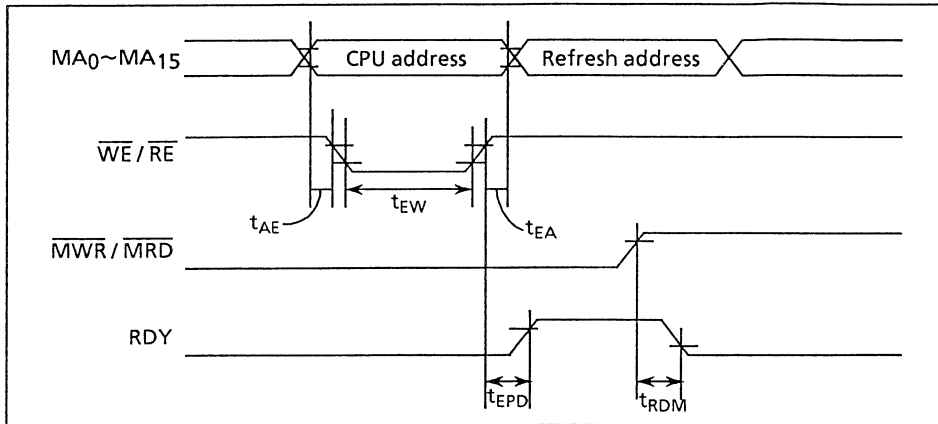 MA0~MA15
CPU address
Refresh address
WE / RE
tAE
tEW
tEA
MWR / MRD
RDY
tEPD
tRDM